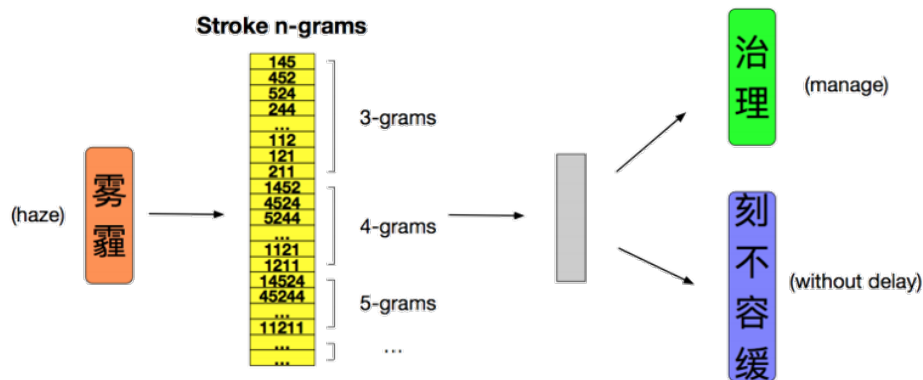 Stroke n-grams
(haze)
雾
霾
145
452
524
244
...
112
121
211
1452
4524
5244
...
1121
1211
14524
45244
...
11211
...
...
3-grams
4-grams
5-grams
...
治
理
(manage)
刻
不
容
缓
(without delay)